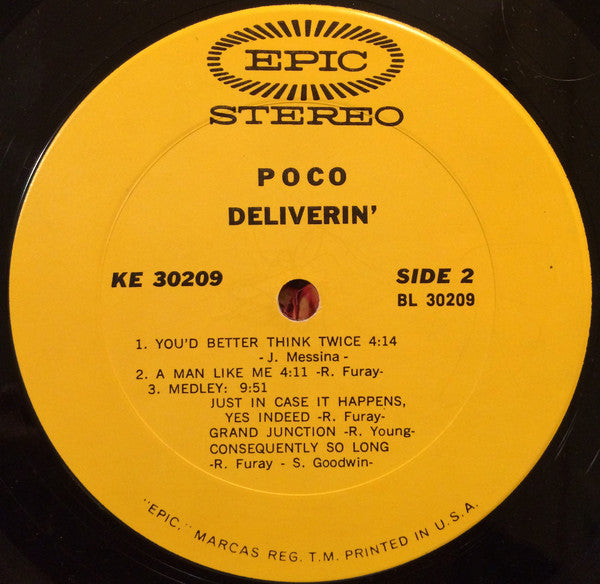 EPIC
STEREO
POCO
DELIVERIN'
KE 30209
SIDE 2
BL 30209
1. YOU'D BETTER THINK TWICE 4:14
- J. Messina -
2. A MAN LIKE ME 4:11 -R. Furay-
3. MEDLEY: 9:51
JUST IN CASE IT HAPPENS,
YES INDEED -R. Furay-
GRAND JUNCTION -R. Young-
CONSEQUENTLY SO LONG
-R. Furay - S. Goodwin-
"EPIC," MARCAS REG. T.M. PRINTED IN U.S.A.